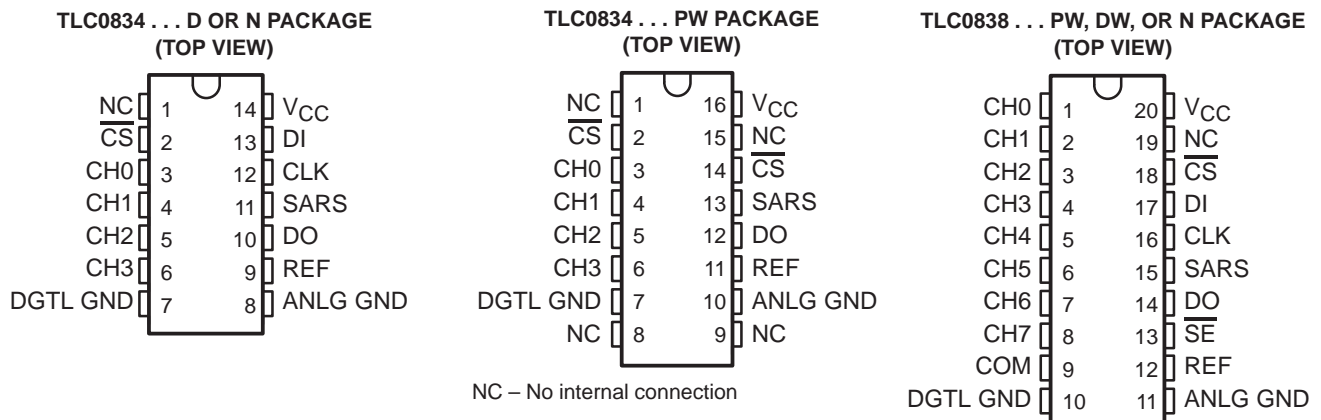 TLC0834 . . . D OR N PACKAGE
(TOP VIEW)
NC 1 14 VCC
CS 2 13 DI
CH0 3 12 CLK
CH1 4 11 SARS
CH2 5 10 DO
CH3 6 9 REF
DGTL GND 7 8 ANLG GND
TLC0834 . . . PW PACKAGE
(TOP VIEW)
NC 1 16 VCC
CS 2 15 NC
CH0 3 14 CS
CH1 4 13 SARS
CH2 5 12 DO
CH3 6 11 REF
DGTL GND 7 10 ANLG GND
NC 8 9 NC
NC – No internal connection
TLC0838 . . . PW, DW, OR N PACKAGE
(TOP VIEW)
CH0 1 20 VCC
CH1 2 19 NC
CH2 3 18 CS
CH3 4 17 DI
CH4 5 16 CLK
CH5 6 15 SARS
CH6 7 14 DO
CH7 8 13 SE
COM 9 12 REF
DGTL GND 10 11 ANLG GND